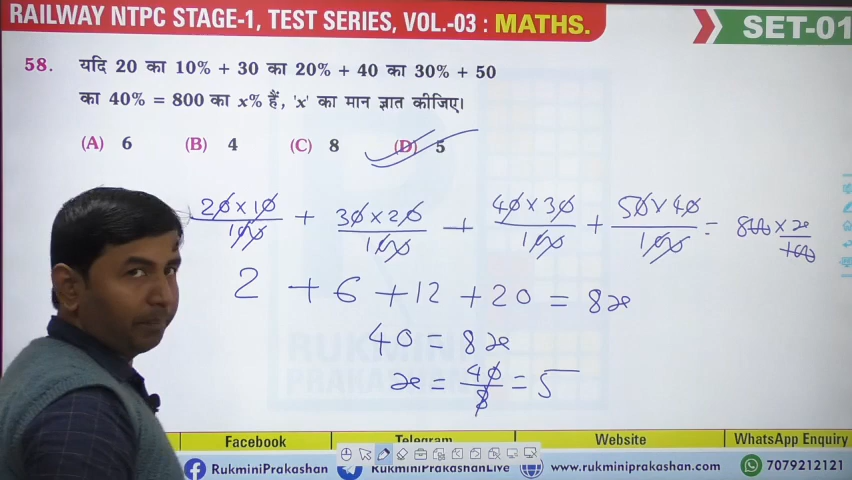 RAILWAY NTPC STAGE-1, TEST SERIES, VOL.-03 : MATHS.
SET-01
58. यदि 20 का 10% + 30 का 20% + 40 का 30% + 50
का 40% = 800 का x% हैं, 'x' का मान ज्ञात कीजिए।
(A) 6 (B) 4 (C) 8 (D) 5
20 × 10 / 100 + 30 × 20 / 100 + 40 × 30 / 100 + 50 × 40 / 100 = 800 × x / 100
2 + 6 + 12 + 20 = 8x
40 = 8x
x = 40 / 8 = 5
RUKMINI
PRAKASHAN
Facebook Telegram Website WhatsApp Enquiry
RukminiPrakashan RukminiPrakashanLive www.rukminiprakashan.com 7079212121